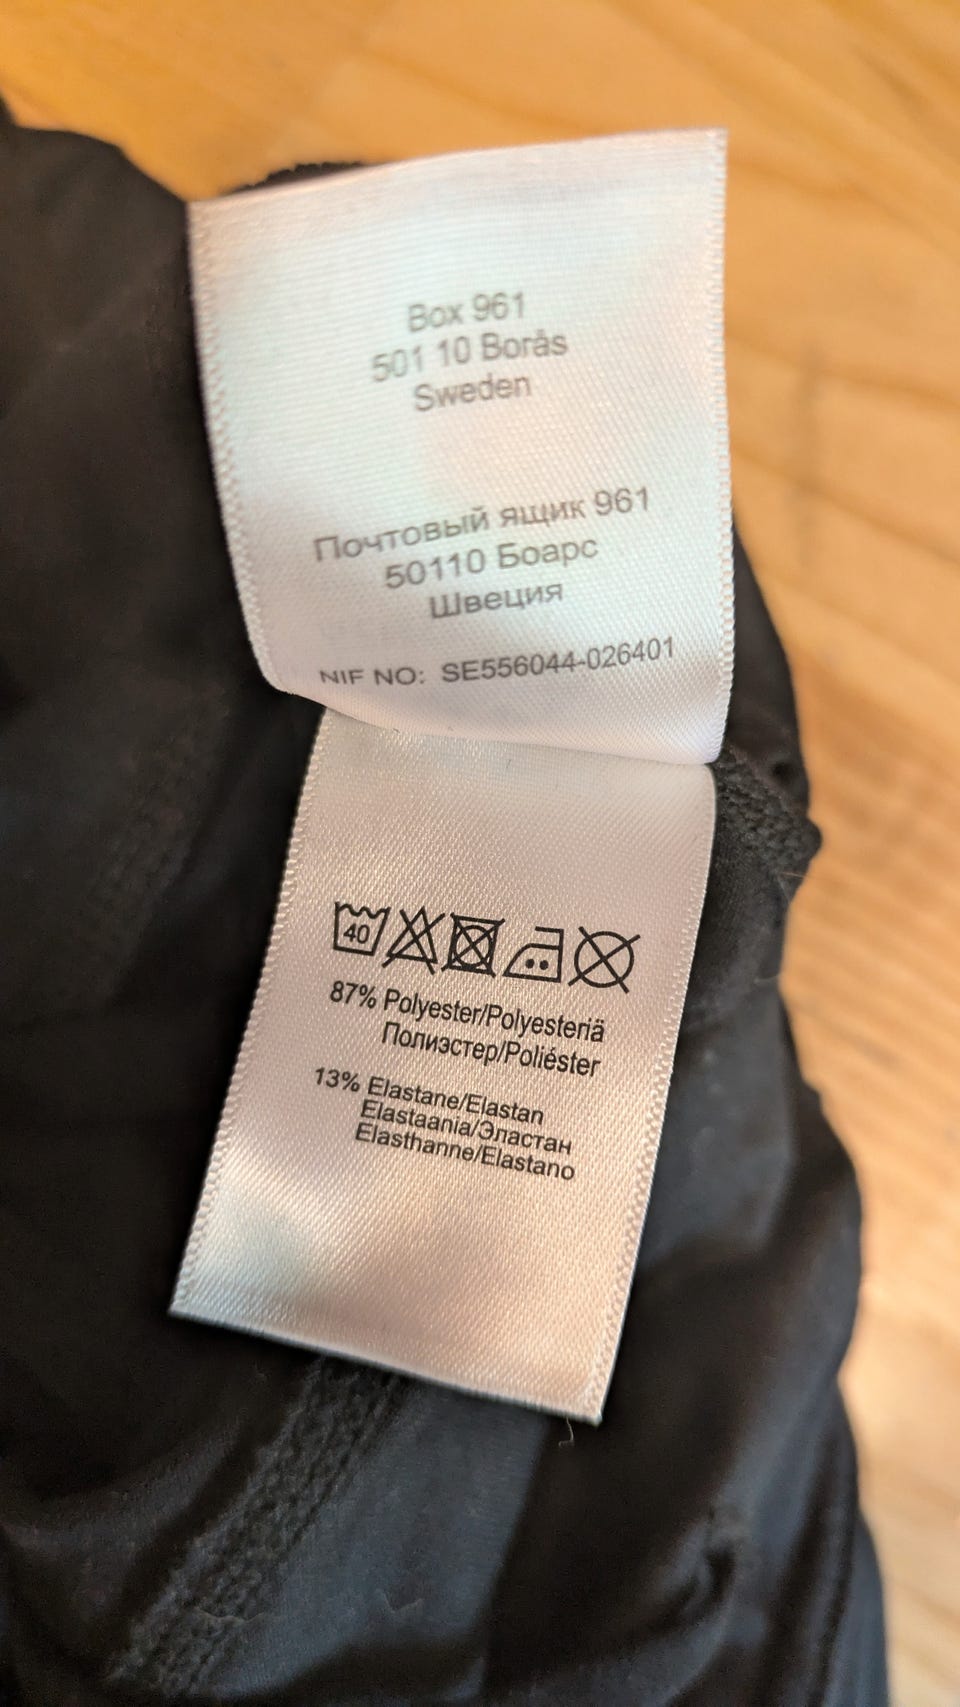 Box 961
501 10 Borås
Sweden
Почтовый ящик 961
50110 Боарс
Швеция
NIF NO: SE556044-026401
40
87% Polyester/Polyesteriä
Полиэстер/Poliéster
13% Elastane/Elastan
Elastaania/Эластан
Elasthanne/Elastano